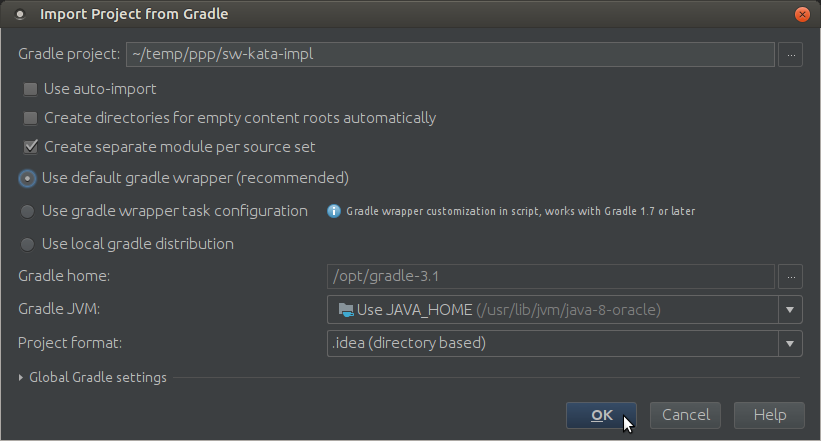 Import Project from Gradle
Gradle project: ~/temp/ppp/sw-kata-impl ...
Use auto-import
Create directories for empty content roots automatically
Create separate module per source set
Use default gradle wrapper (recommended)
Use gradle wrapper task configuration Gradle wrapper customization in script, works with Gradle 1.7 or later
Use local gradle distribution
Gradle home: /opt/gradle-3.1 ...
Gradle JVM: Use JAVA_HOME (/usr/lib/jvm/java-8-oracle)
Project format: .idea (directory based)
Global Gradle settings
OK Cancel Help